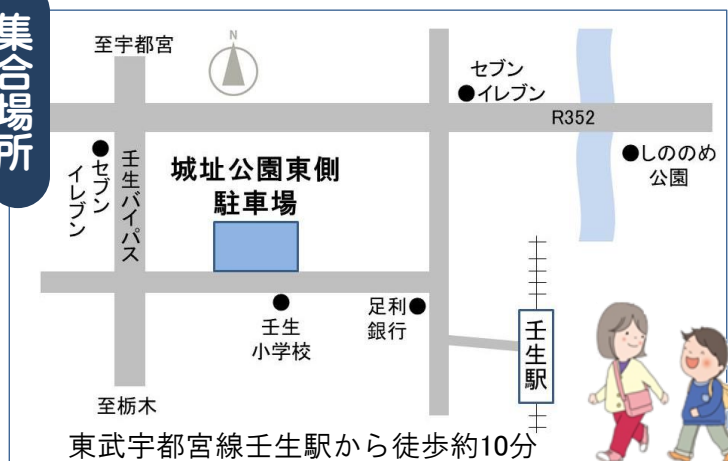 集合場所
至宇都宮
N
セブン
●イレブン
R352
●しののめ
公園
●セブン
イレブン
壬生バイパス
城址公園東側
駐車場
●
壬生
小学校
足利●
銀行
壬生駅
至栃木
東武宇都宮線壬生駅から徒歩約10分